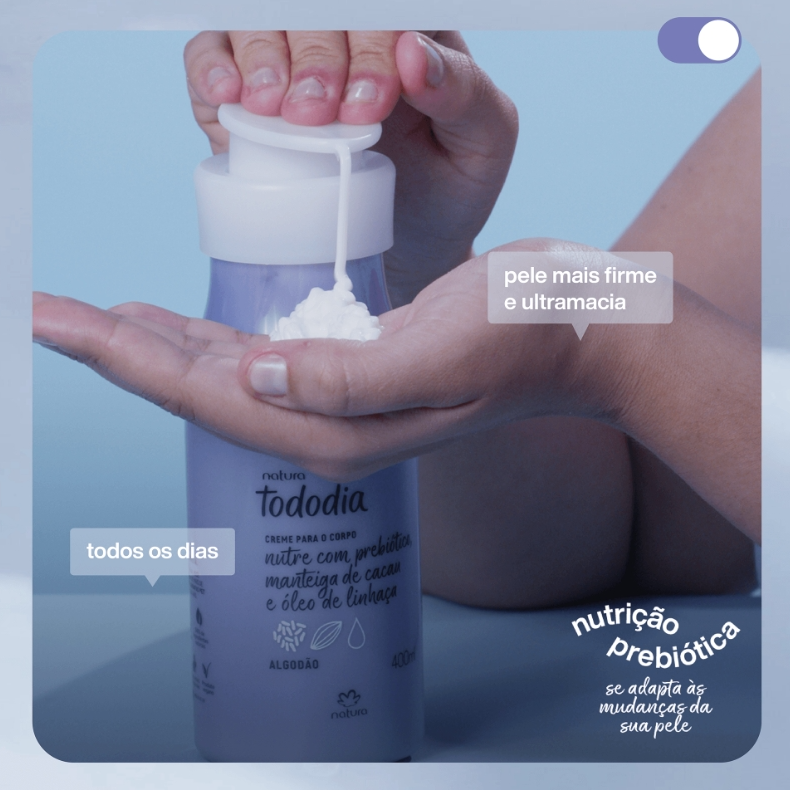 pele mais firme
e ultramacia
natura
tododia
CREME PARA O CORPO
nutre com prebiótico,
manteiga de cacau
e óleo de linhaça
ALGODÃO
400ml
natura
todos os dias
nutrição
prebiótica
se adapta às
mudanças da
sua pele